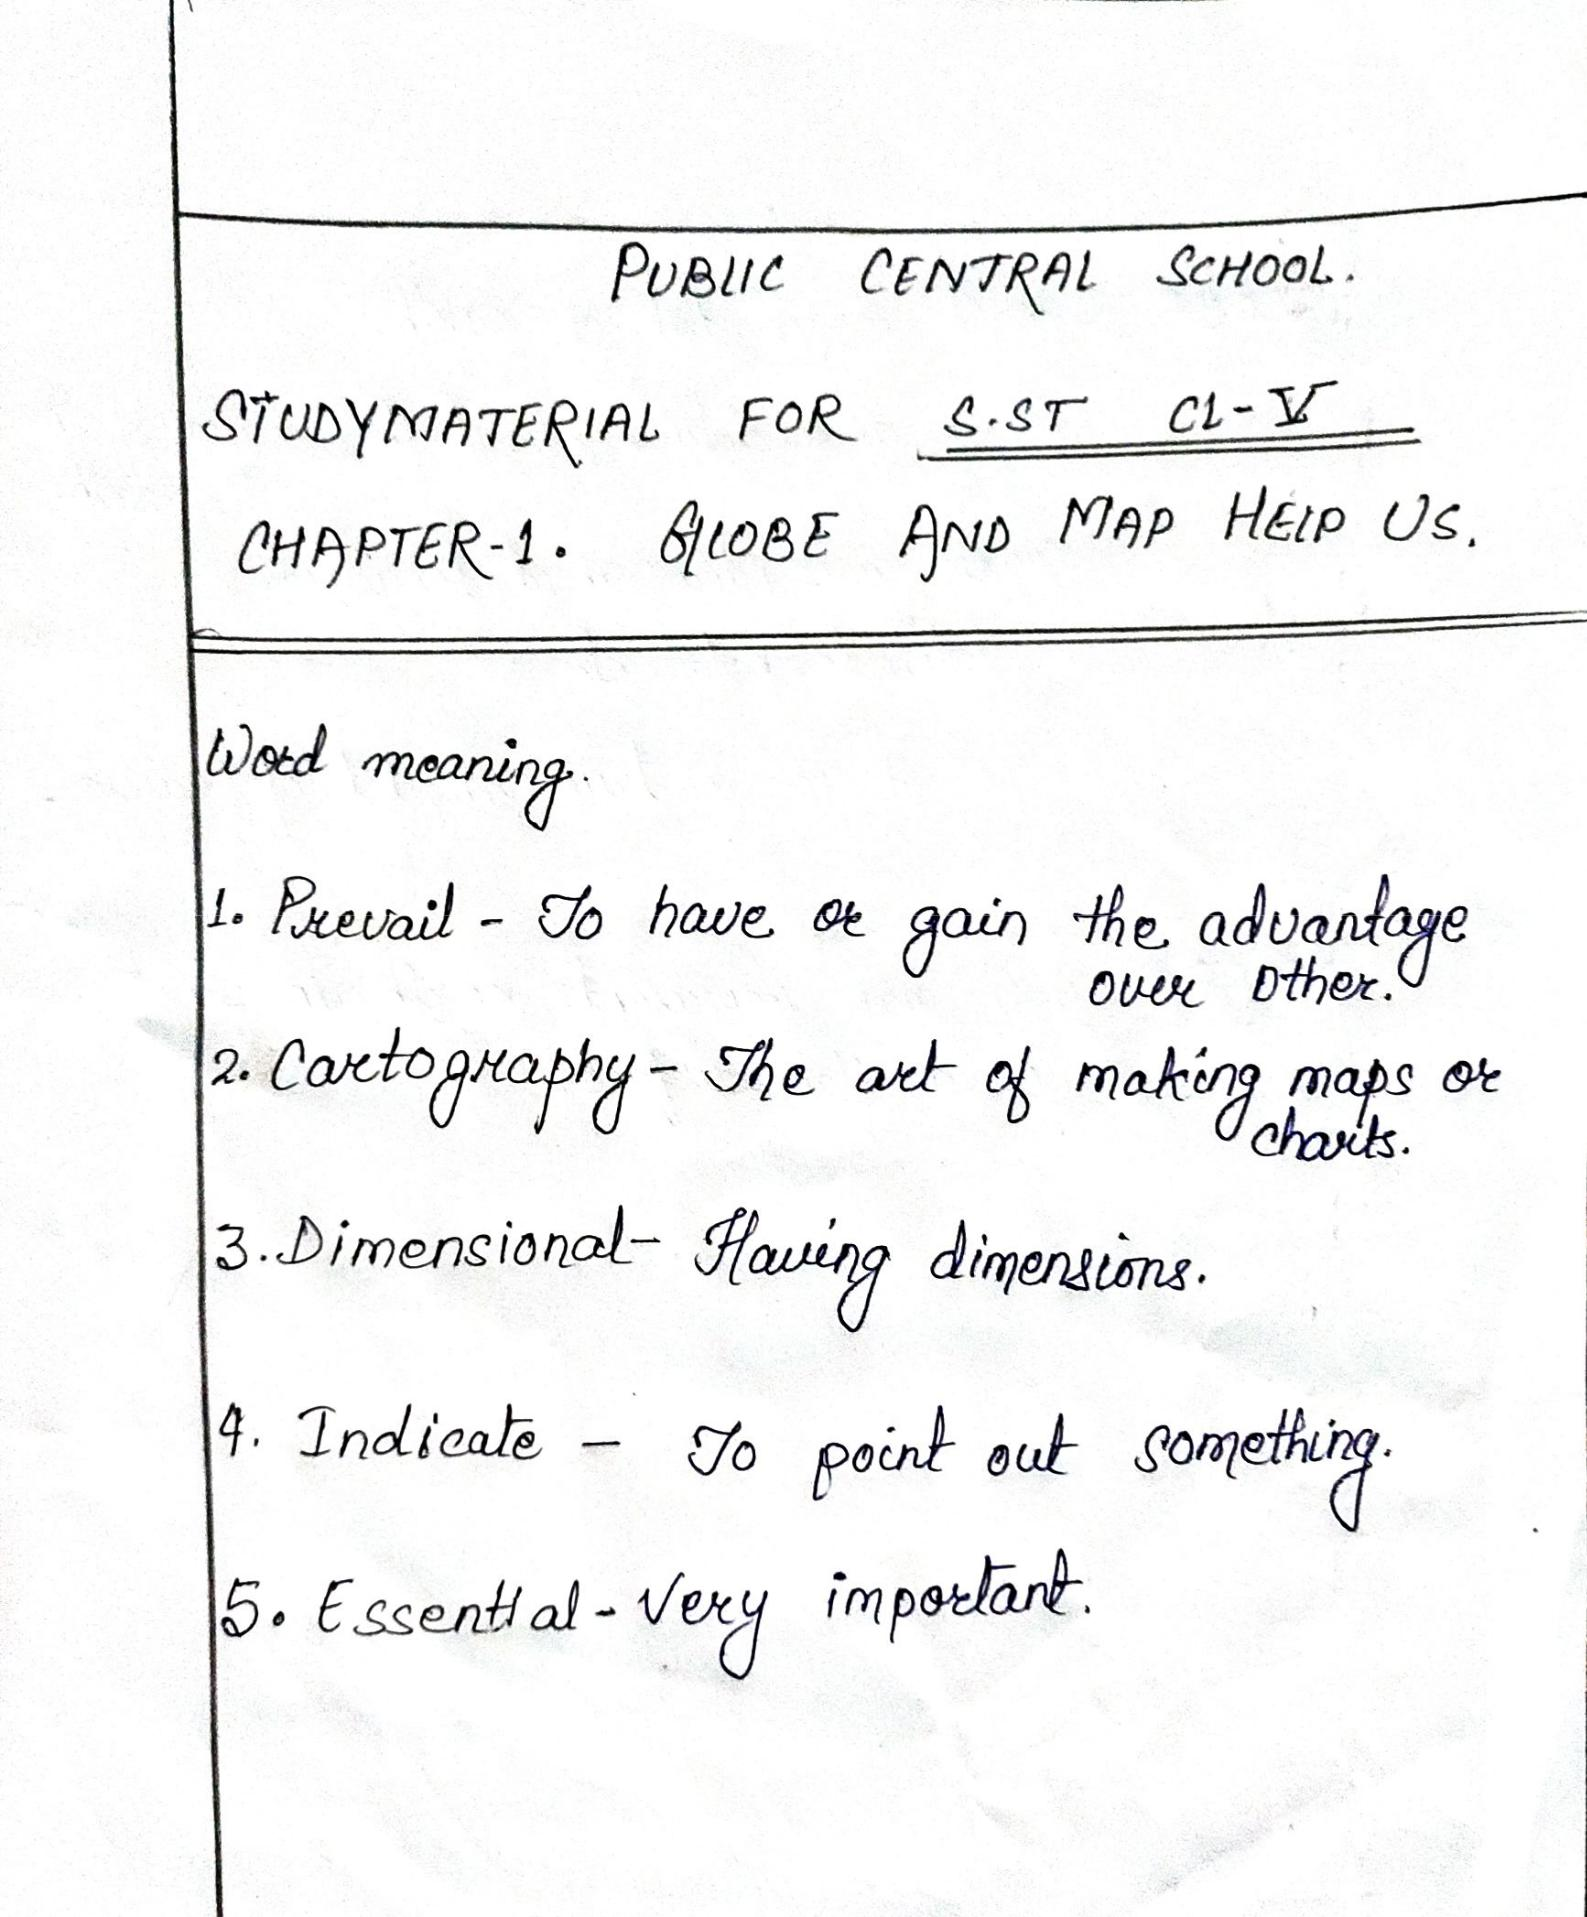 PUBLIC CENTRAL SCHOOL.
STUDYMATERIAL FOR S.ST CL-V
CHAPTER-1. GLOBE AND MAP HELP US.
Word meaning.
1. Prevail - To have or gain the advantage
over other.
2. Cartography - The art of making maps or
charts.
3. Dimensional- Having dimensions.
4. Indicate - To point out something.
5. Essential - Very important.